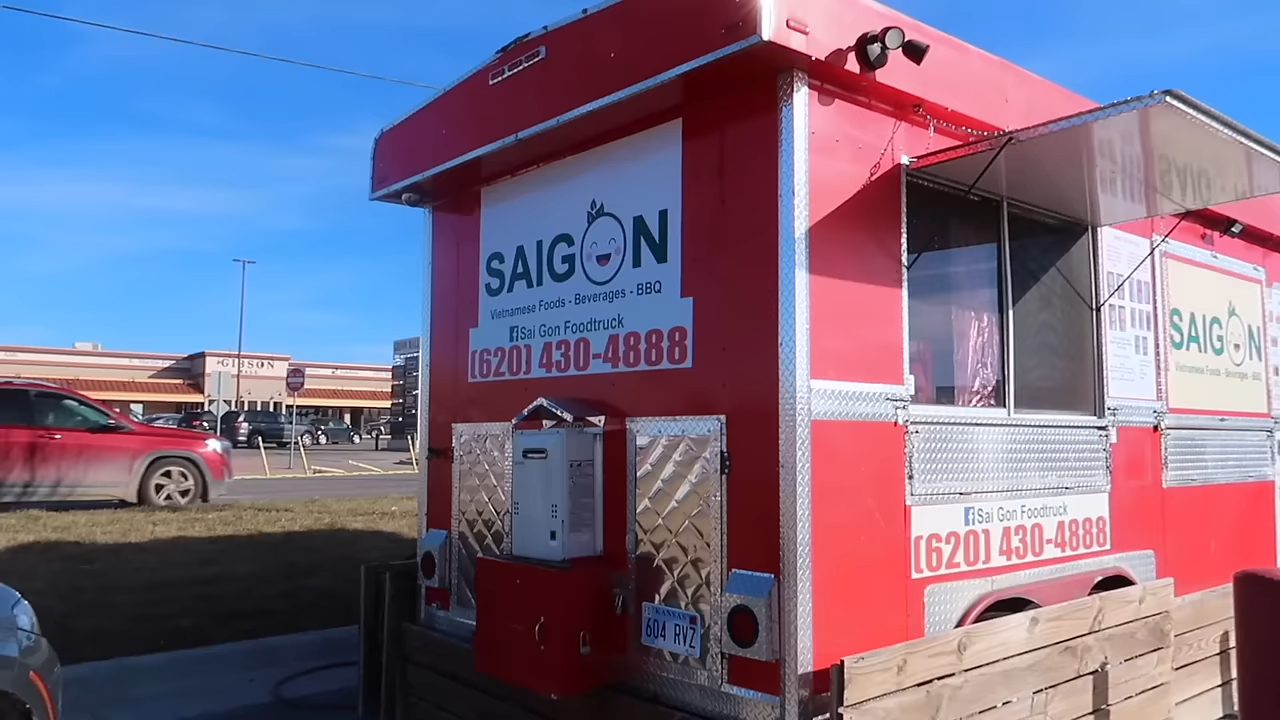 SAIGON
Vietnamese Foods - Beverages - BBQ
Sai Gon Foodtruck
(620) 430-4888
GIBSON
KANSAS
604 RVZ
Sai Gon Foodtruck
(620) 430-4888
SAIGON
Vietnamese Foods - Beverages - BBQ